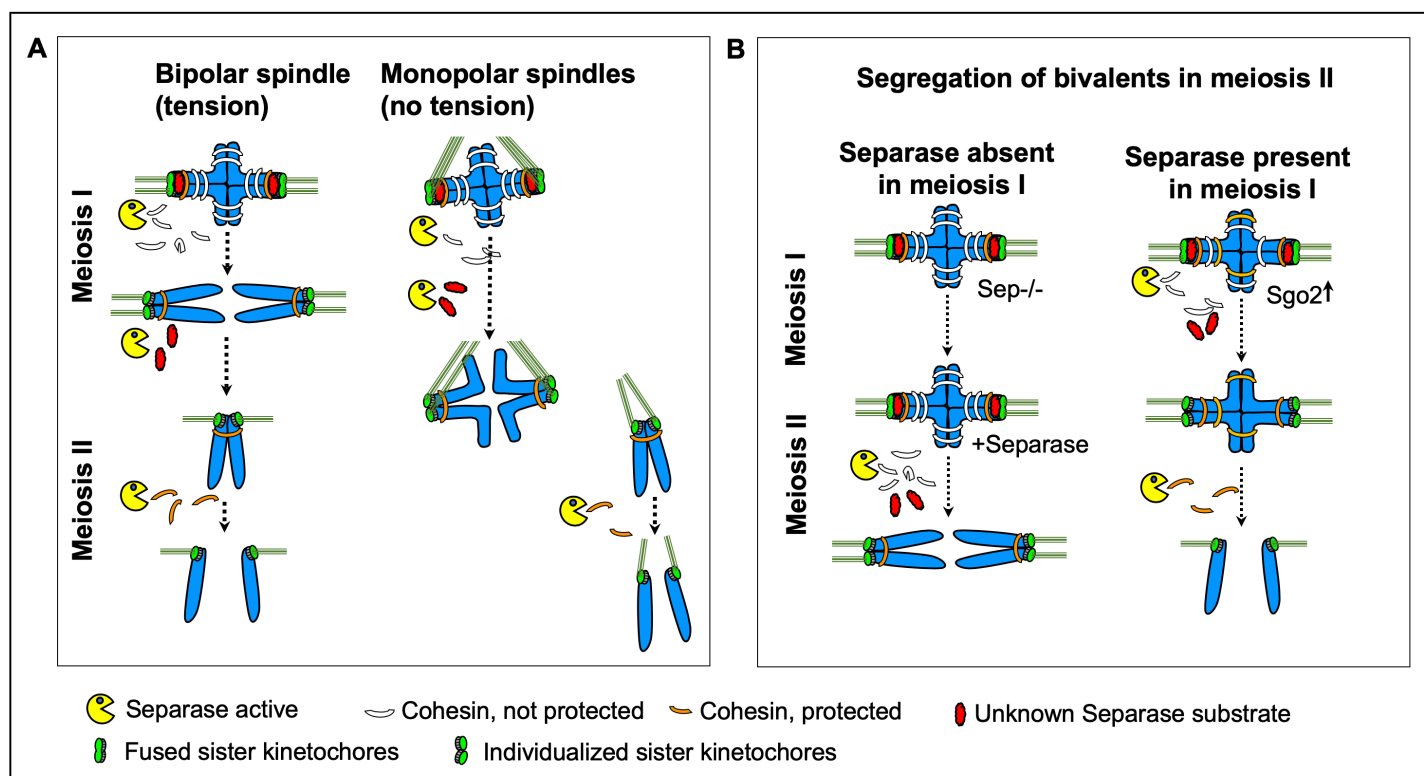 A
Bipolar spindle
(tension)
Monopolar spindles
(no tension)
Meiosis I
Meiosis II
B
Segregation of bivalents in meiosis II
Separase absent
in meiosis I
Separase present
in meiosis I
Meiosis I
Sep-/-
Sgo2↑
Meiosis II
+Separase
Separase active
Cohesin, not protected
Cohesin, protected
Unknown Separase substrate
Fused sister kinetochores
Individualized sister kinetochores